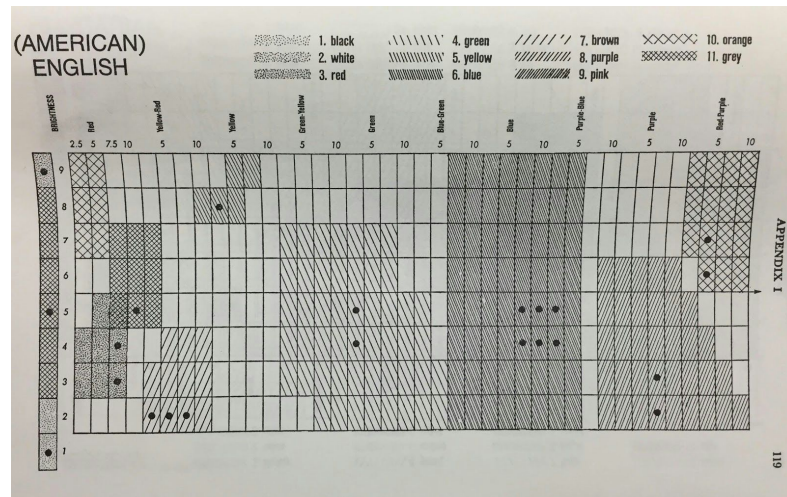 (AMERICAN)
ENGLISH
1. black
2. white
3. red
4. green
5. yellow
6. blue
7. brown
8. purple
9. pink
10. orange
11. grey
BRIGHTNESS
Red
Yellow-Red
Yellow
Green-Yellow
Green
Blue-Green
Blue
Purple-Blue
Purple
Red-Purple
2.5 5 7.5 10 5 10 5 10 5 10 5 10 5 10 5 10 5 10 5 10 5 10
9
8
7
6
5
4
3
2
1
APPENDIX I
119